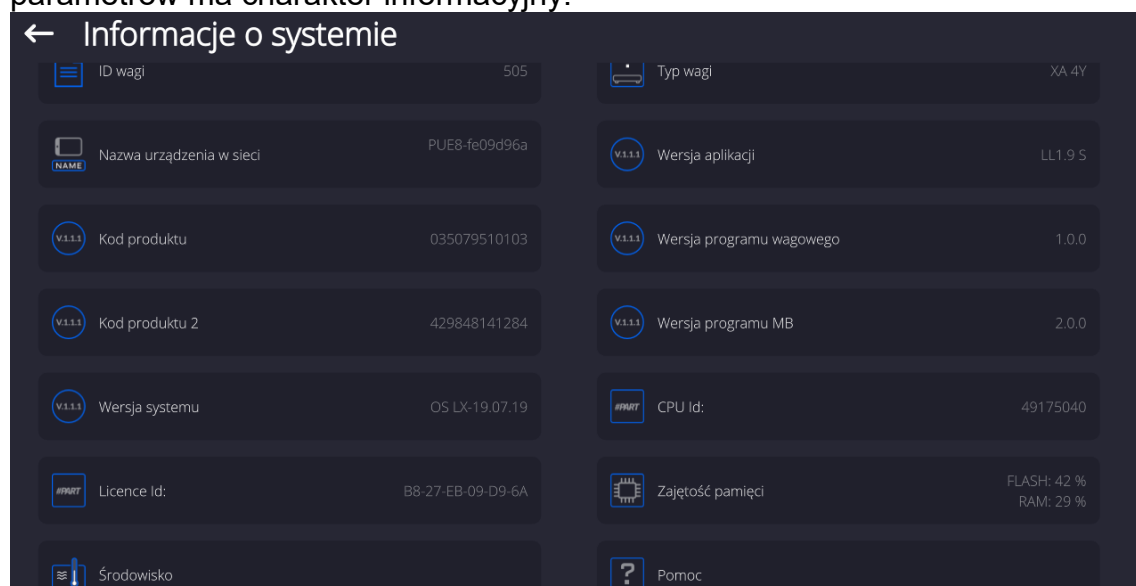 parametrów ma charakter informacyjny.
← Informacje o systemie
ID wagi 505
Typ wagi XA 4Y
NAME Nazwa urządzenia w sieci PUE8-fe09d96a
V.1.1.1 Wersja aplikacji LL1.9 S
V.1.1.1 Kod produktu 035079510103
V.1.1.1 Wersja programu wagowego 1.0.0
V.1.1.1 Kod produktu 2 429848141284
V.1.1.1 Wersja programu MB 2.0.0
V.1.1.1 Wersja systemu OS LX-19.07.19
#PART CPU Id: 49175040
#PART Licence Id: B8-27-EB-09-D9-6A
Zajętość pamięci FLASH: 42 %
RAM: 29 %
Środowisko
? Pomoc